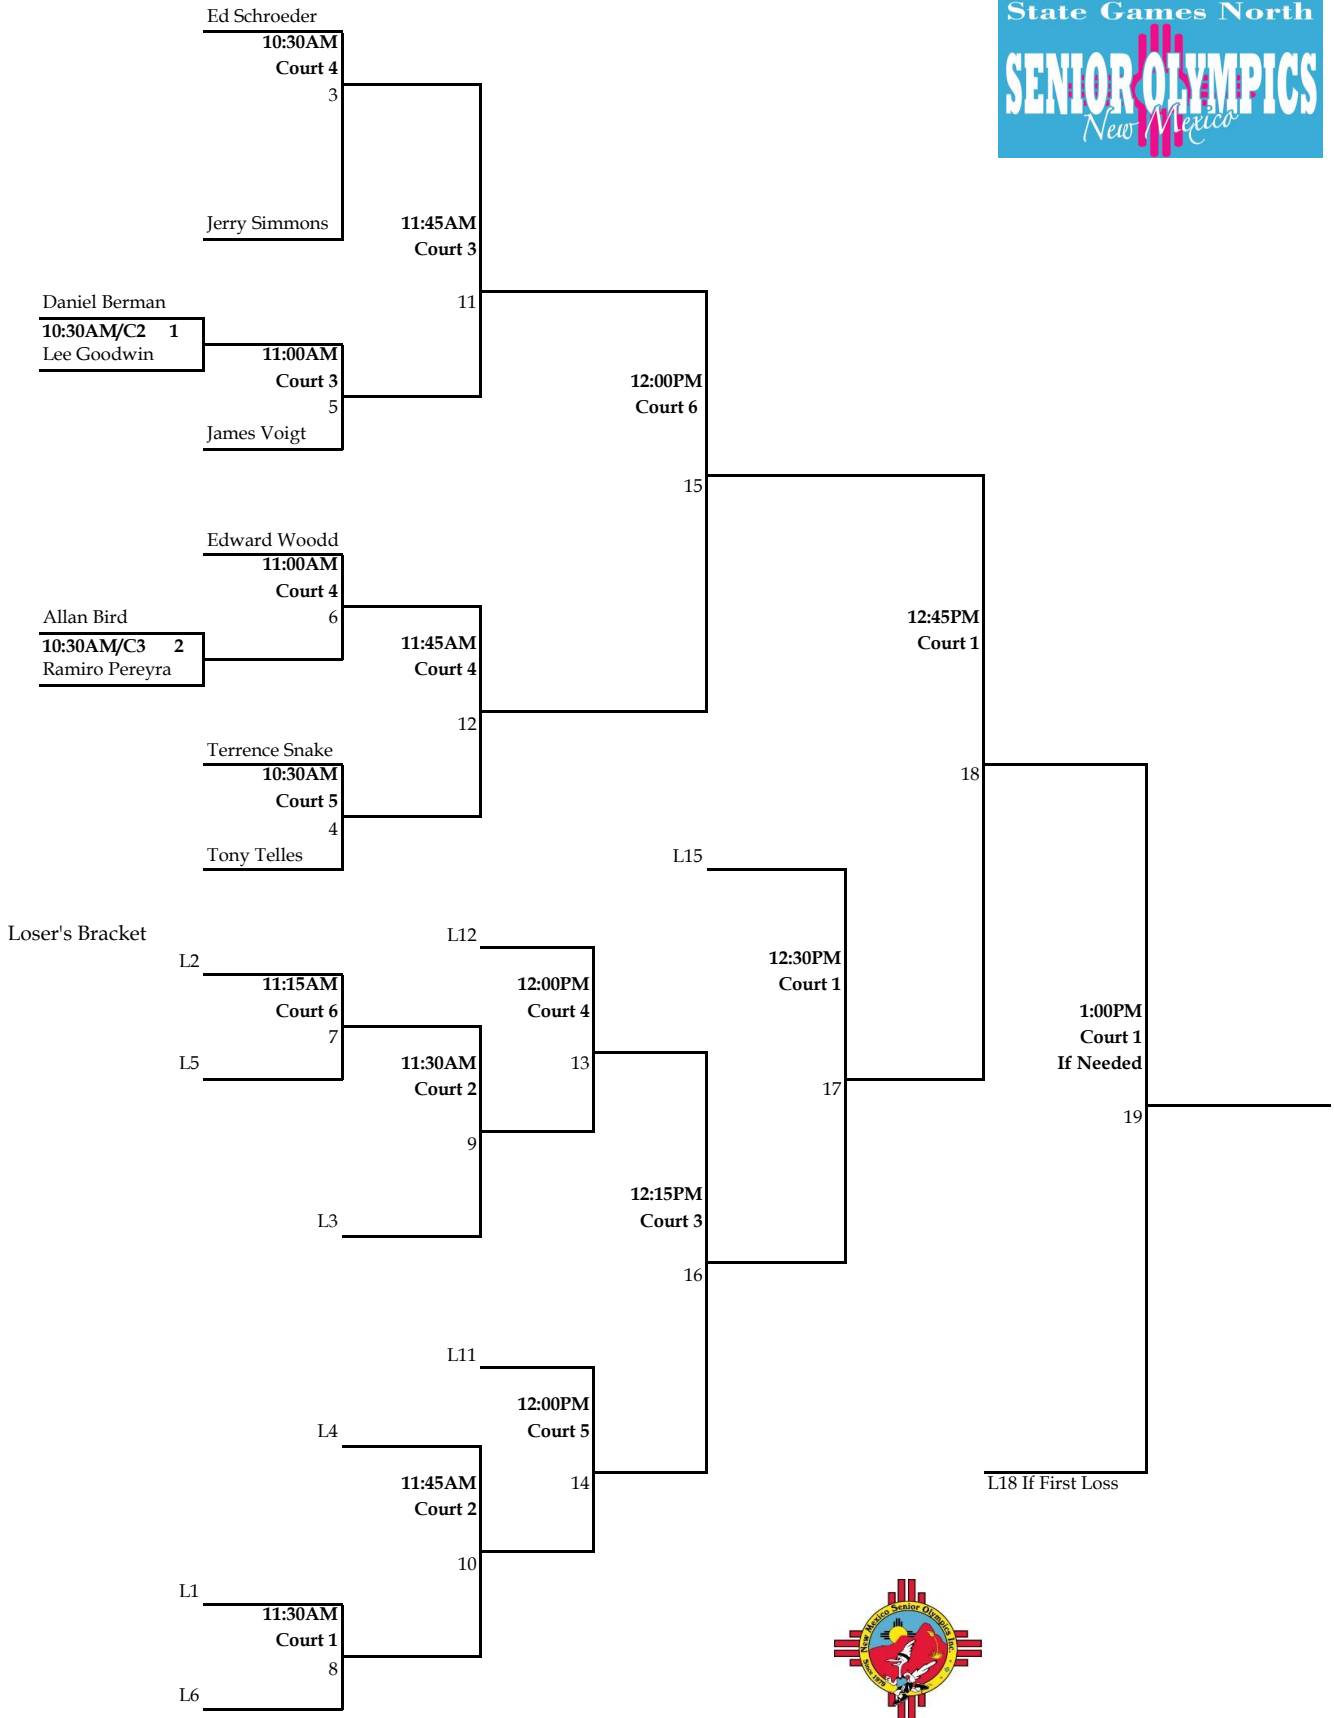 State Games North
SENIOR OLYMPICS
New Mexico
Ed Schroeder
10:30AM
Court 4
3
Jerry Simmons
11:45AM
Court 3
Daniel Berman
11
10:30AM/C2 1
Lee Goodwin
11:00AM
Court 3
5
12:00PM
Court 6
James Voigt
15
Edward Woodd
11:00AM
Court 4
6
Allan Bird
10:30AM/C3 2
Ramiro Pereyra
11:45AM
Court 4
12:45PM
Court 1
12
Terrence Snake
10:30AM
Court 5
4
18
Tony Telles
L15
Loser's Bracket
L12
L2
11:15AM
Court 6
7
12:00PM
Court 4
12:30PM
Court 1
1:00PM
Court 1
If Needed
L5
11:30AM
Court 2
13
17
19
9
L3
12:15PM
Court 3
16
L11
12:00PM
Court 5
L4
11:45AM
Court 2
14
L18 If First Loss
10
L1
11:30AM
Court 1
8
L6
New Mexico Senior Olympics Inc.
Since 1979